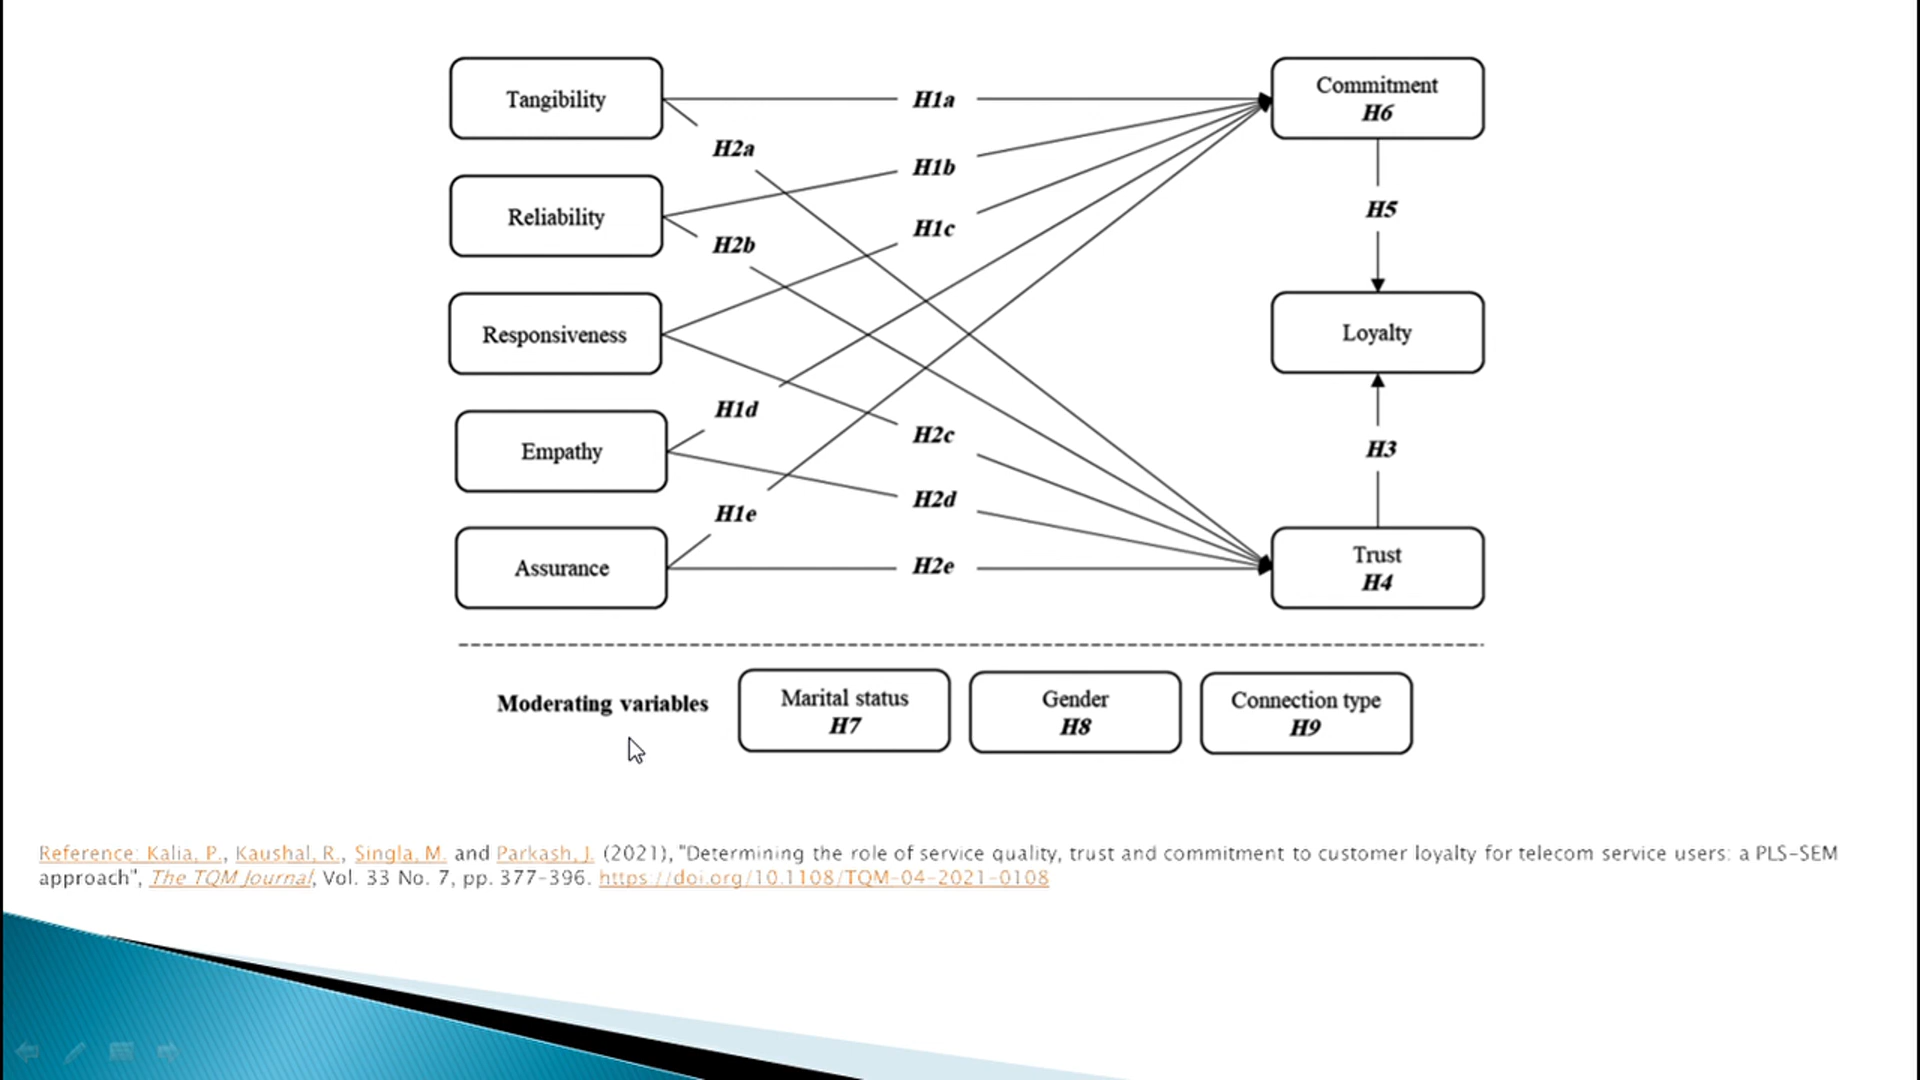 Tangibility
H1a
Commitment
H6
H2a
H1b
Reliability
H2b
H1c
H5
Responsiveness
Loyalty
H1d
H2c
H3
Empathy
H2d
H1e
Assurance
H2e
Trust
H4
Moderating variables
Marital status
H7
Gender
H8
Connection type
H9
Reference: Kalia, P., Kaushal, R., Singla, M. and Parkash, J. (2021), "Determining the role of service quality, trust and commitment to customer loyalty for telecom service users: a PLS-SEM
approach", The TQM Journal, Vol. 33 No. 7, pp. 377-396. https://doi.org/10.1108/TQM-04-2021-0108